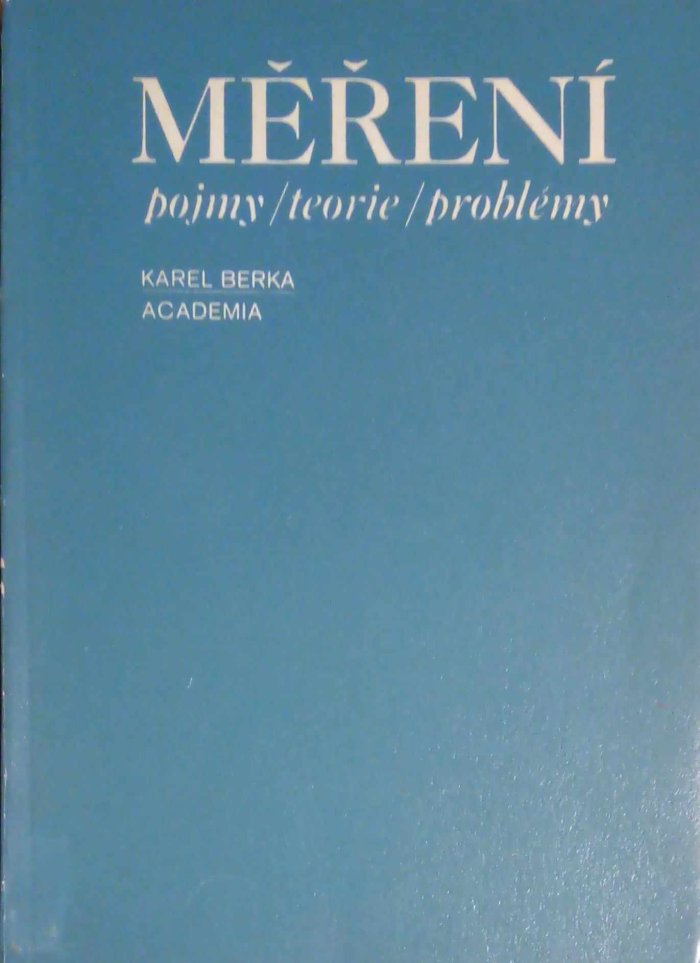 MĚŘENÍ
pojmy/teorie/problémy
KAREL BERKA
ACADEMIA